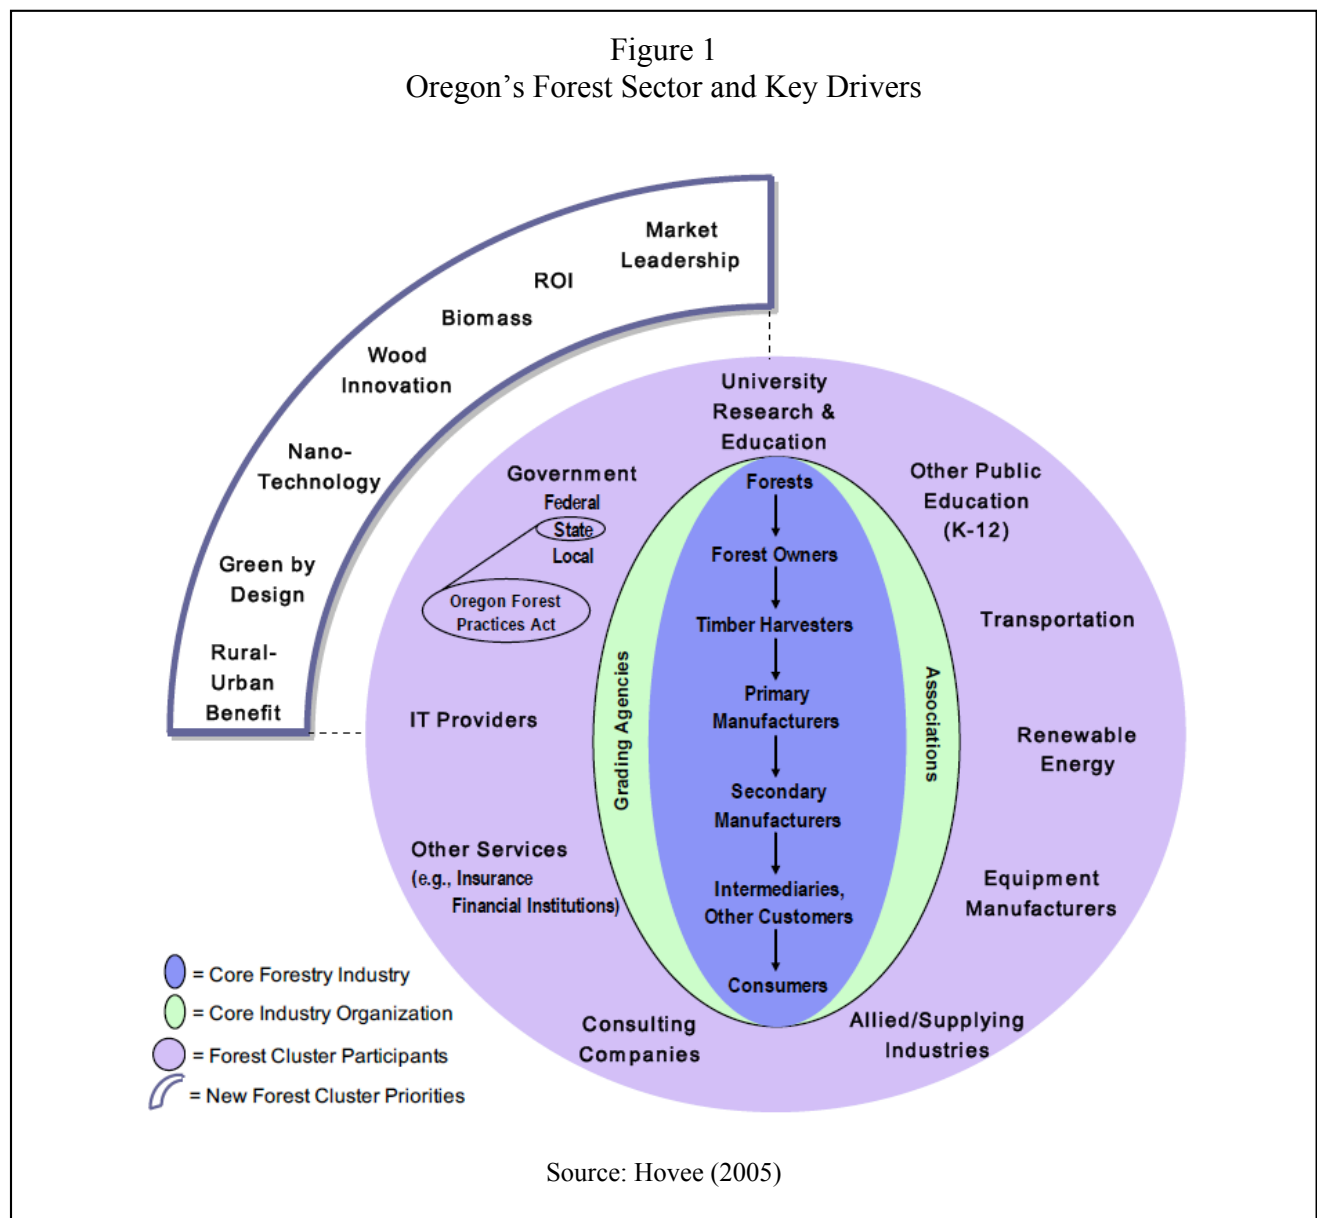 Figure 1
Oregon's Forest Sector and Key Drivers
Market
Leadership
ROI
Biomass
Wood
Innovation
Nano-
Technology
Green by
Design
Rural-
Urban
Benefit
University
Research &
Education
Government
Federal
State
Local
Oregon Forest
Practices Act
IT Providers
Other Services
(e.g., Insurance
Financial Institutions)
Consulting
Companies
Grading Agencies
Forests
Forest Owners
Timber Harvesters
Primary
Manufacturers
Secondary
Manufacturers
Intermediaries,
Other Customers
Consumers
Associations
Other Public
Education
(K-12)
Transportation
Renewable
Energy
Equipment
Manufacturers
Allied/Supplying
Industries
= Core Forestry Industry
= Core Industry Organization
= Forest Cluster Participants
= New Forest Cluster Priorities
Source: Hovee (2005)